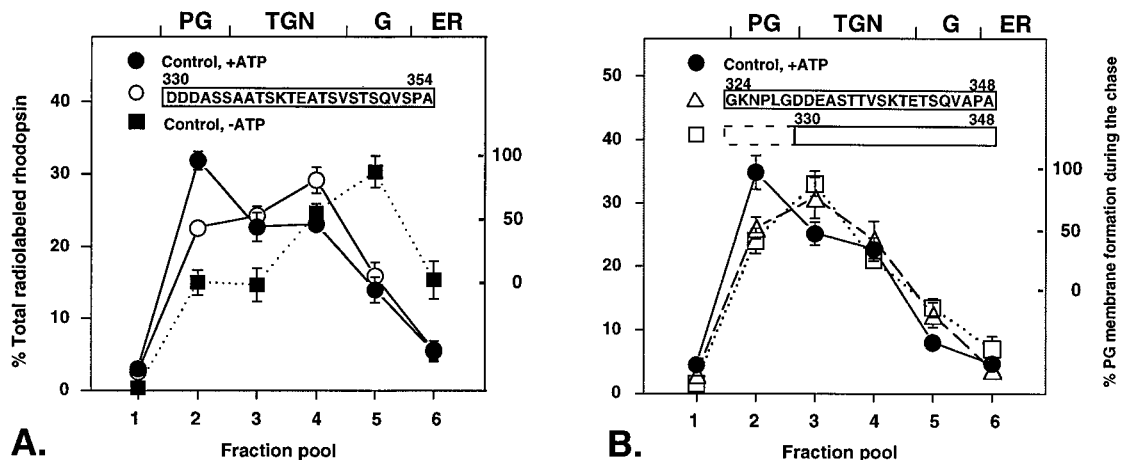 PG TGN G ER
Control, +ATP
330 354
DDDASSAATSKTEATSVSTSQVSPA
Control, -ATP
40
30
20
10
0
100
50
0
1 2 3 4 5 6
Fraction pool
% Total radiolabeled rhodopsin
A.
PG TGN G ER
Control, +ATP
324 348
GKNPLGDDEASTTVSKTETSQVAPA
330 348
50
40
30
20
10
0
100
50
0
1 2 3 4 5 6
Fraction pool
% PG membrane formation during the chase
B.